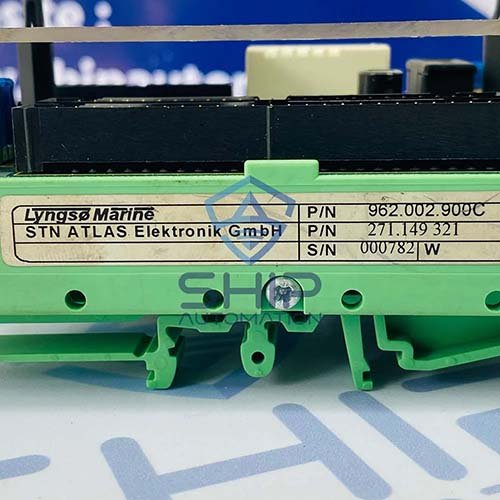 Lyngsø Marine
STN ATLAS Elektronik GmbH
P/N 962.002.900C
P/N 271.149 321
S/N 000782 W
SHIP
AUTOMATION